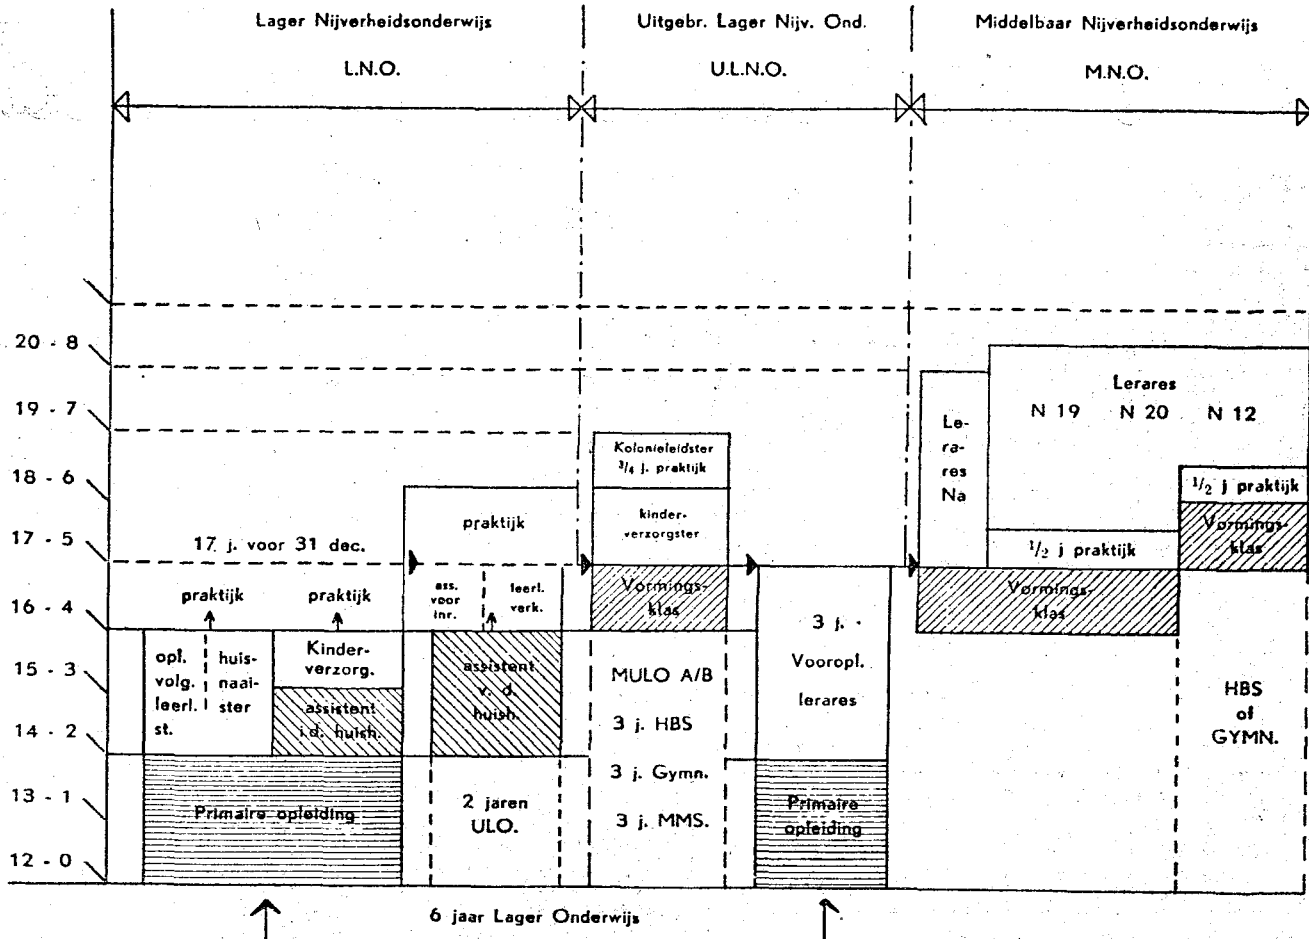 Lager Nijverheidsonderwijs
L.N.O.
Uitgebr. Lager Nijv. Ond.
U.L.N.O.
Middelbaar Nijverheidsonderwijs
M.N.O.
20 - 8
19 - 7
18 - 6
17 - 5
16 - 4
15 - 3
14 - 2
13 - 1
12 - 0
17 j. voor 31 dec.
praktijk
praktijk
opl.
volg.
leerl.
st.
huis-
naai-
ster
Kinder-
verzorg.
assistent
i.d. huish.
Primaire opleiding
praktijk
ass.
voor
inr.
leerl.
verk.
assistent
v. d.
huish.
2 jaren
ULO.
Kolonieleidster
3/4 j. praktijk
kinder-
verzorgster
Vormings-
klas
MULO A/B
3 j. HBS
3 j. Gymn.
3 j. MMS.
3 j.
Vooropl.
lerares
Primaire
opleiding
Le-
ra-
res
Na
Lerares
N 19 N 20 N 12
1/2 j praktijk
Vormings-
klas
1/2 j praktijk
Vormings-
klas
HBS
of
GYMN.
6 jaar Lager Onderwijs